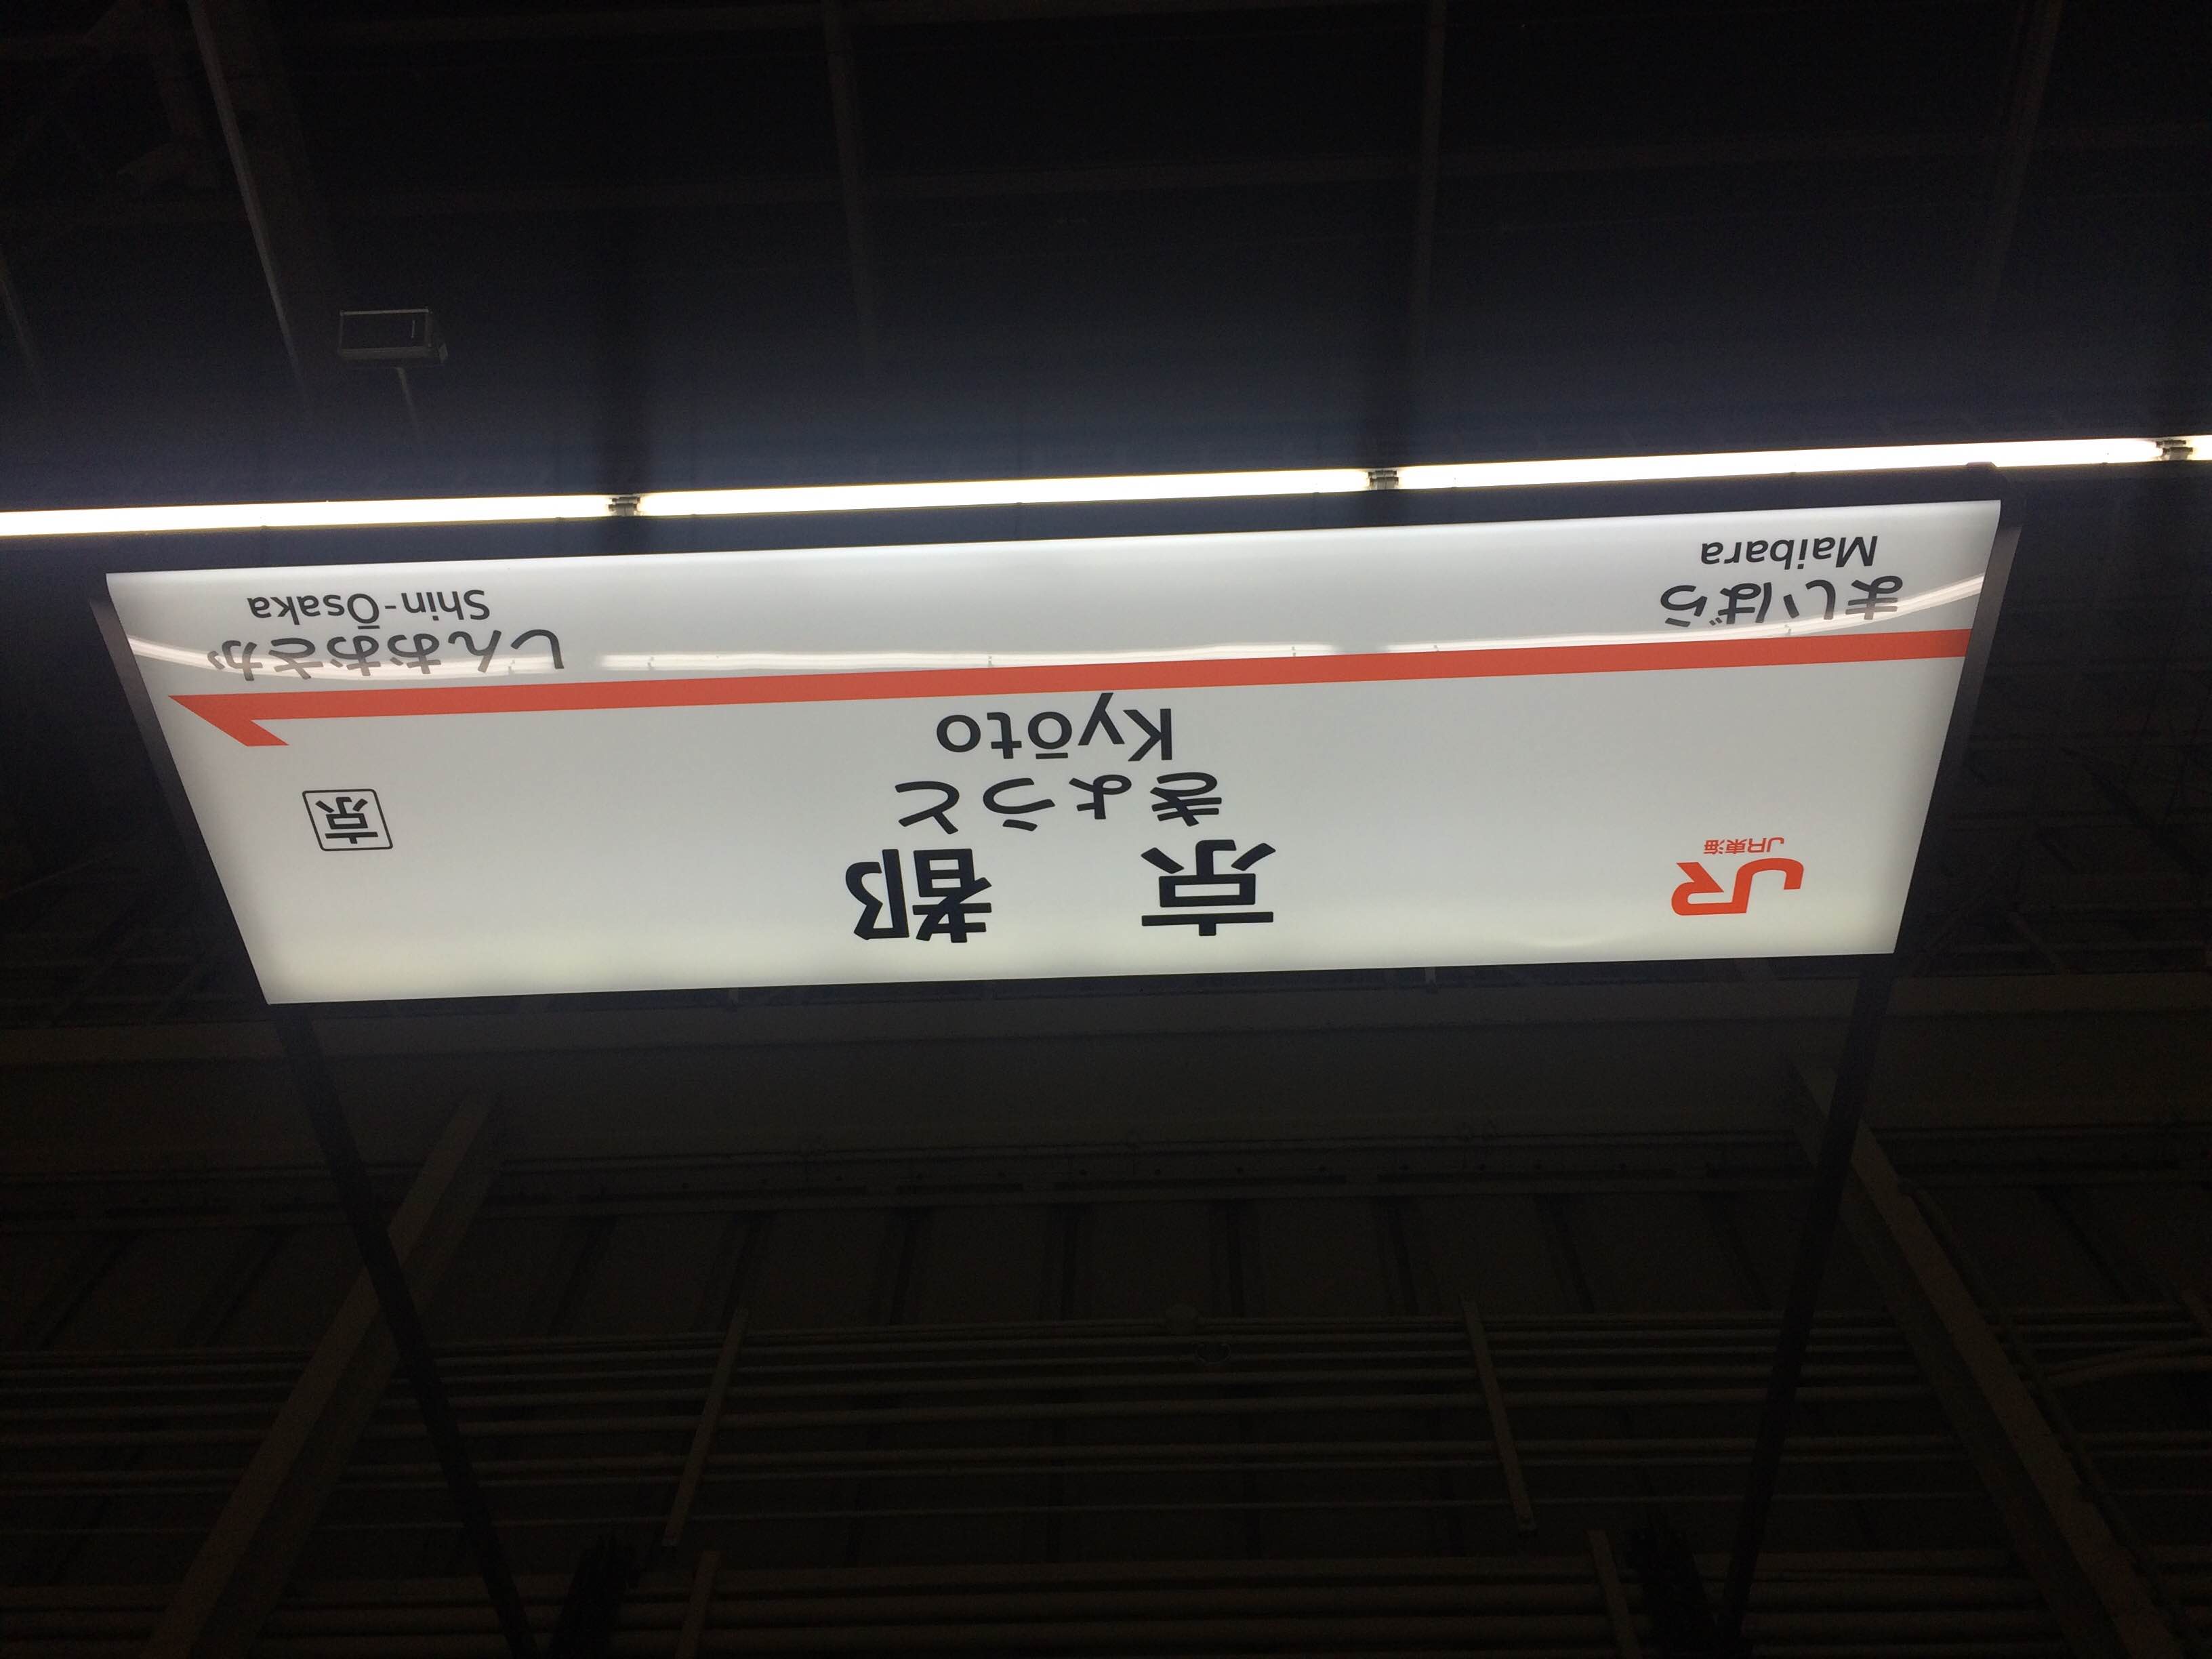 JR
JR東海
京都
きょうと
Kyōto
京
まいばら
Maibara
しんおおさか
Shin-Ōsaka